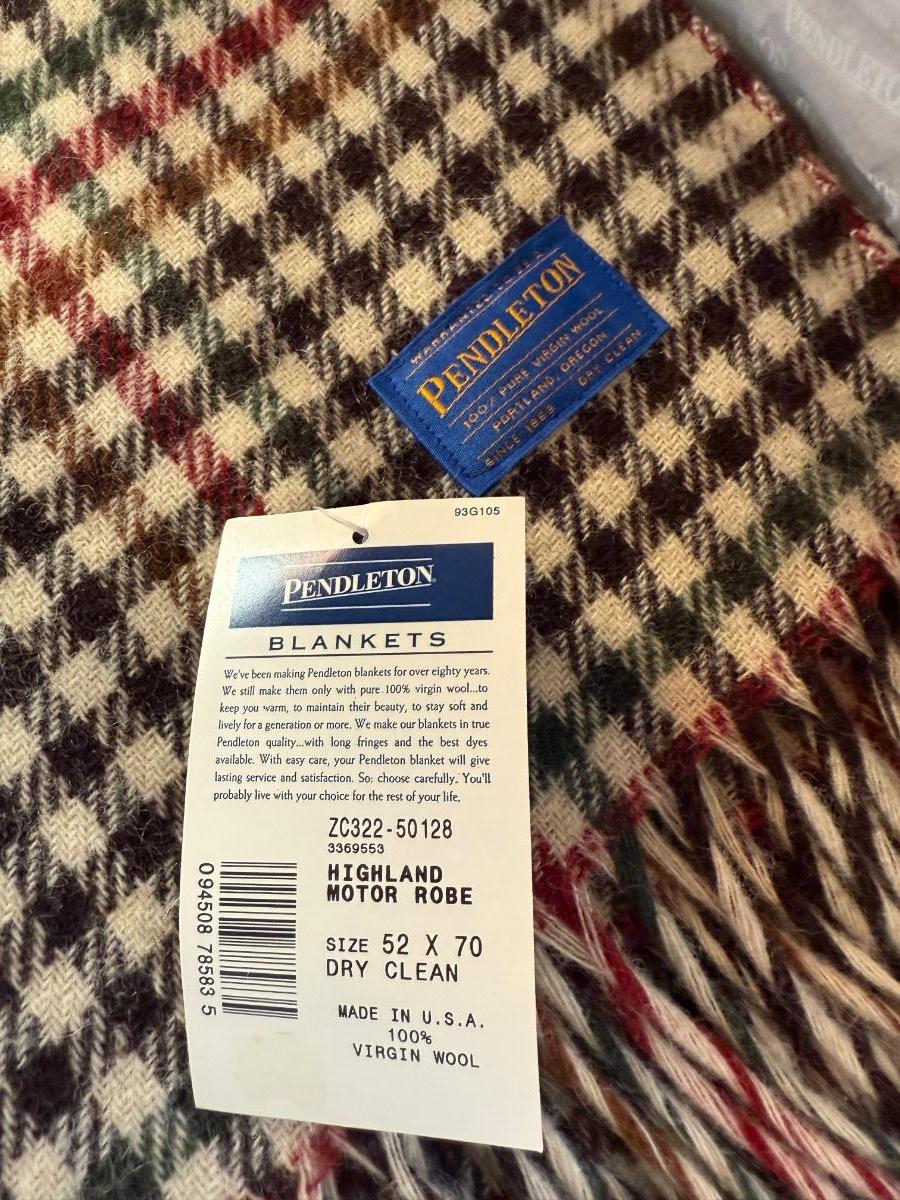 PENDLETON
WARRANTED TO BE
PENDLETON
100% PURE VIRGIN WOOL
PORTLAND, OREGON
SINCE 1863 DRY CLEAN
93G105
PENDLETON®
BLANKETS
We've been making Pendleton blankets for over eighty years.
We still make them only with pure 100% virgin wool...to
keep you warm, to maintain their beauty, to stay soft and
lively for a generation or more. We make our blankets in true
Pendleton quality...with long fringes and the best dyes
available. With easy care, your Pendleton blanket will give
lasting service and satisfaction. So: choose carefully. You'll
probably live with your choice for the rest of your life.
ZC322-50128
3369553
HIGHLAND
MOTOR ROBE
SIZE 52 X 70
DRY CLEAN
MADE IN U.S.A.
100%
VIRGIN WOOL
094508 78583 5